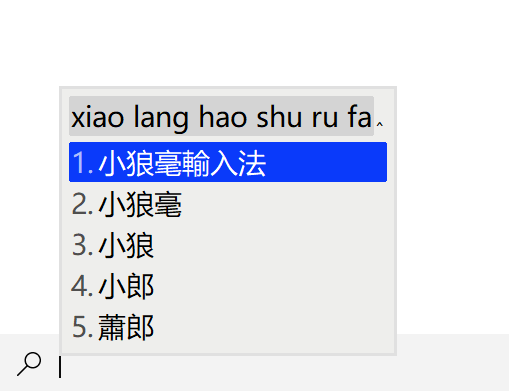 xiao lang hao shu ru fa‸
1. 小狼毫輸入法
2. 小狼毫
3. 小狼
4. 小郎
5. 蕭郎